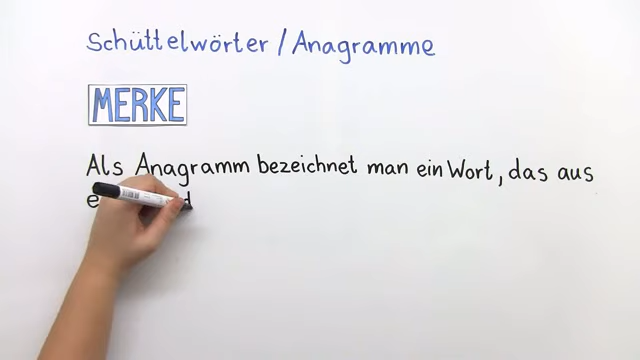 Schüttelwörter / Anagramme
MERKE
Als Anagramm bezeichnet man ein Wort, das aus